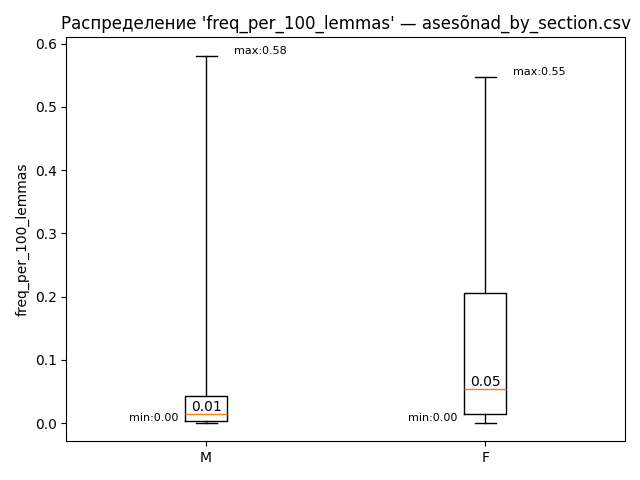 Распределение 'freq_per_100_lemmas' — asesõnad_by_section.csv
freq_per_100_lemmas
0.6
0.5
0.4
0.3
0.2
0.1
0.0
max:0.58
max:0.55
0.01
0.05
min:0.00
min:0.00
M
F